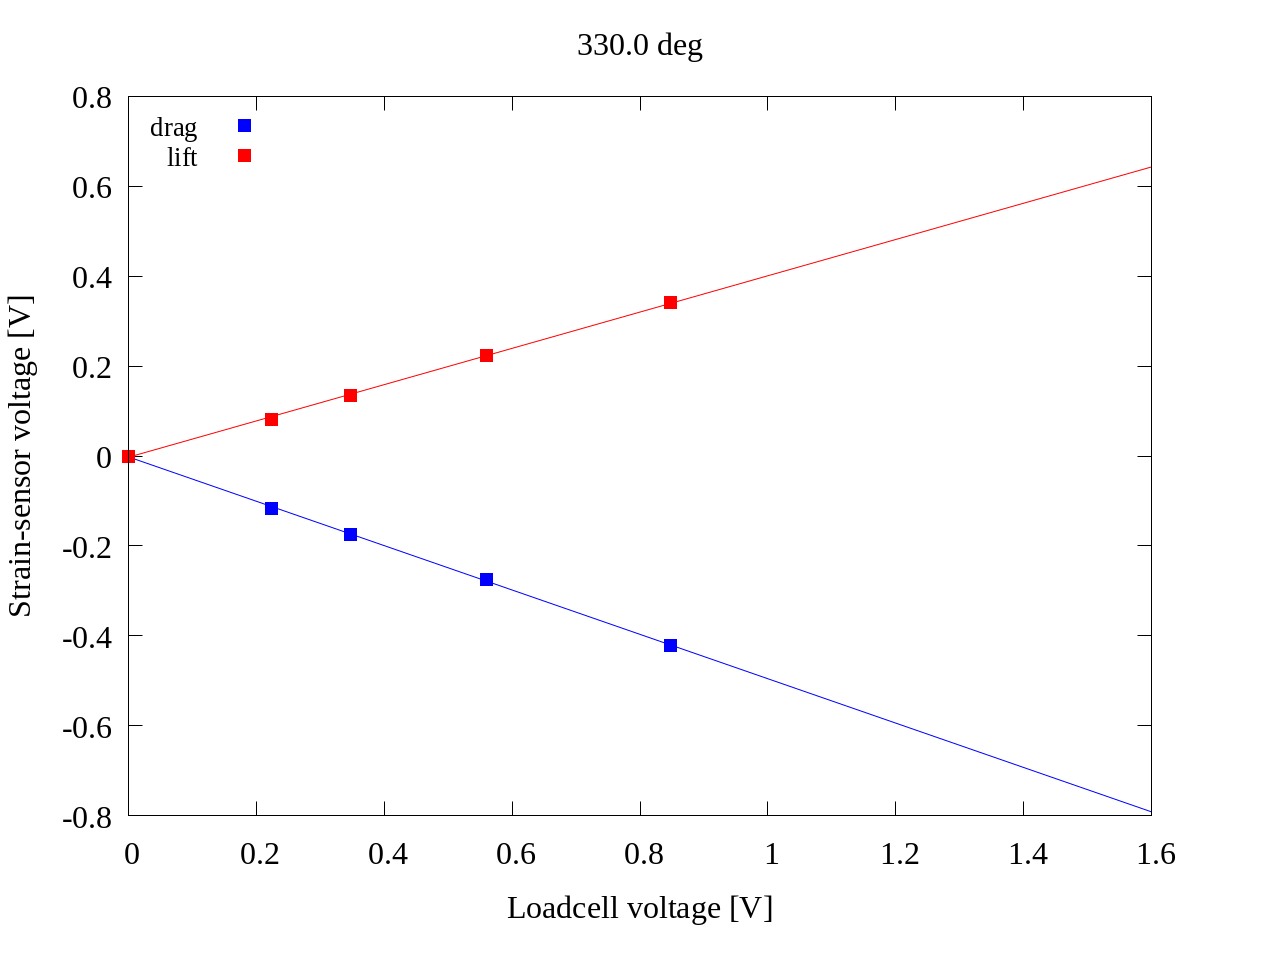 330.0 deg
0.8
drag
lift
0.6
0.4
0.2
0
-0.2
-0.4
-0.6
-0.8
Strain-sensor voltage [V]
0 0.2 0.4 0.6 0.8 1 1.2 1.4 1.6
Loadcell voltage [V]